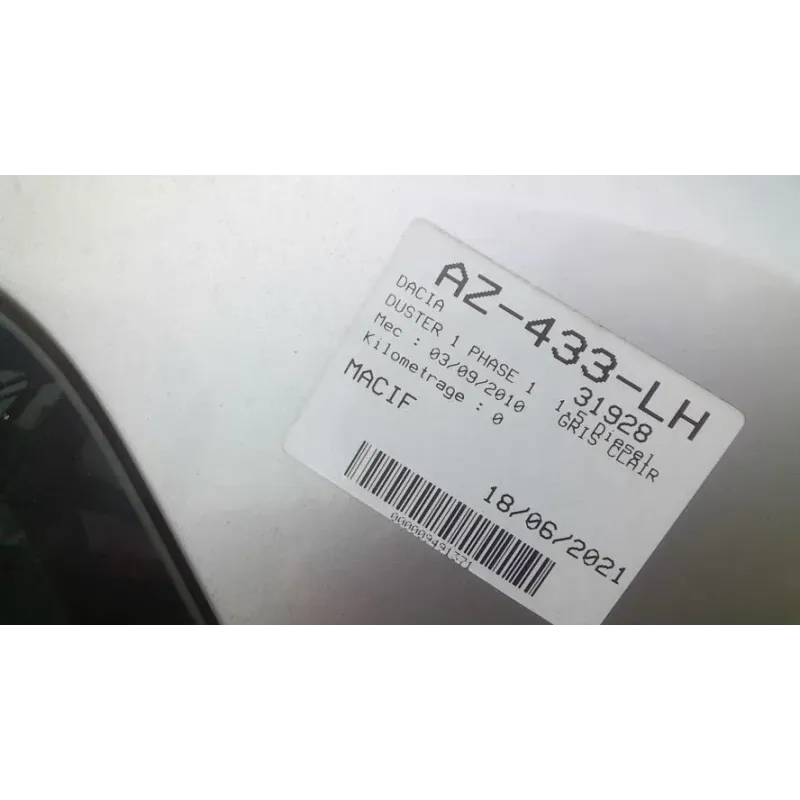 AZ-433-LH
DACIA 31928
DUSTER 1 PHASE 1 1.5 Diesel
Mec : 03/09/2010 GRIS CLAIR
Kilometrage : 0
MACIF
18/06/2021
000009491371